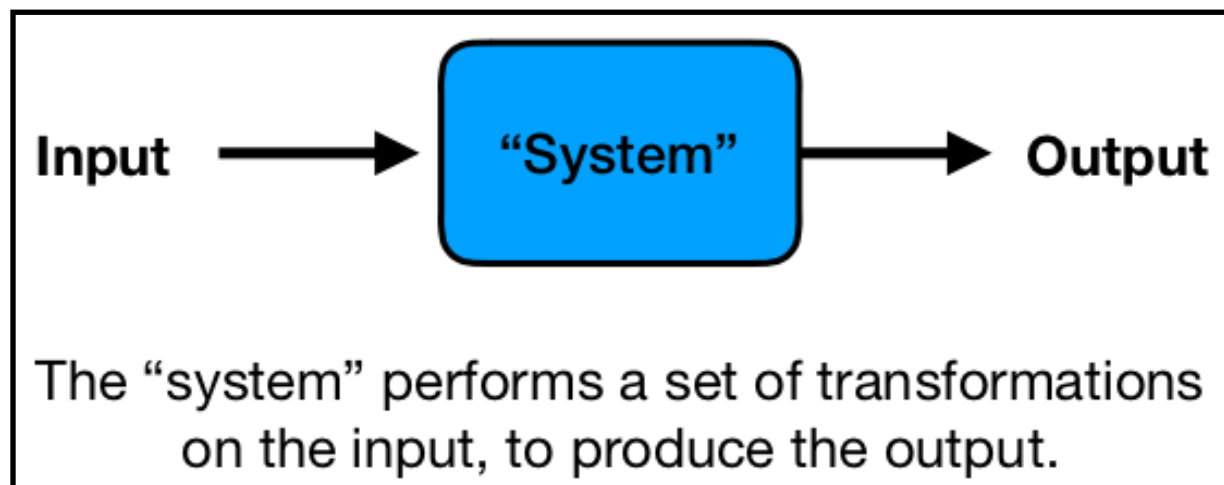 Input
“System”
Output
The “system” performs a set of transformations
on the input, to produce the output.